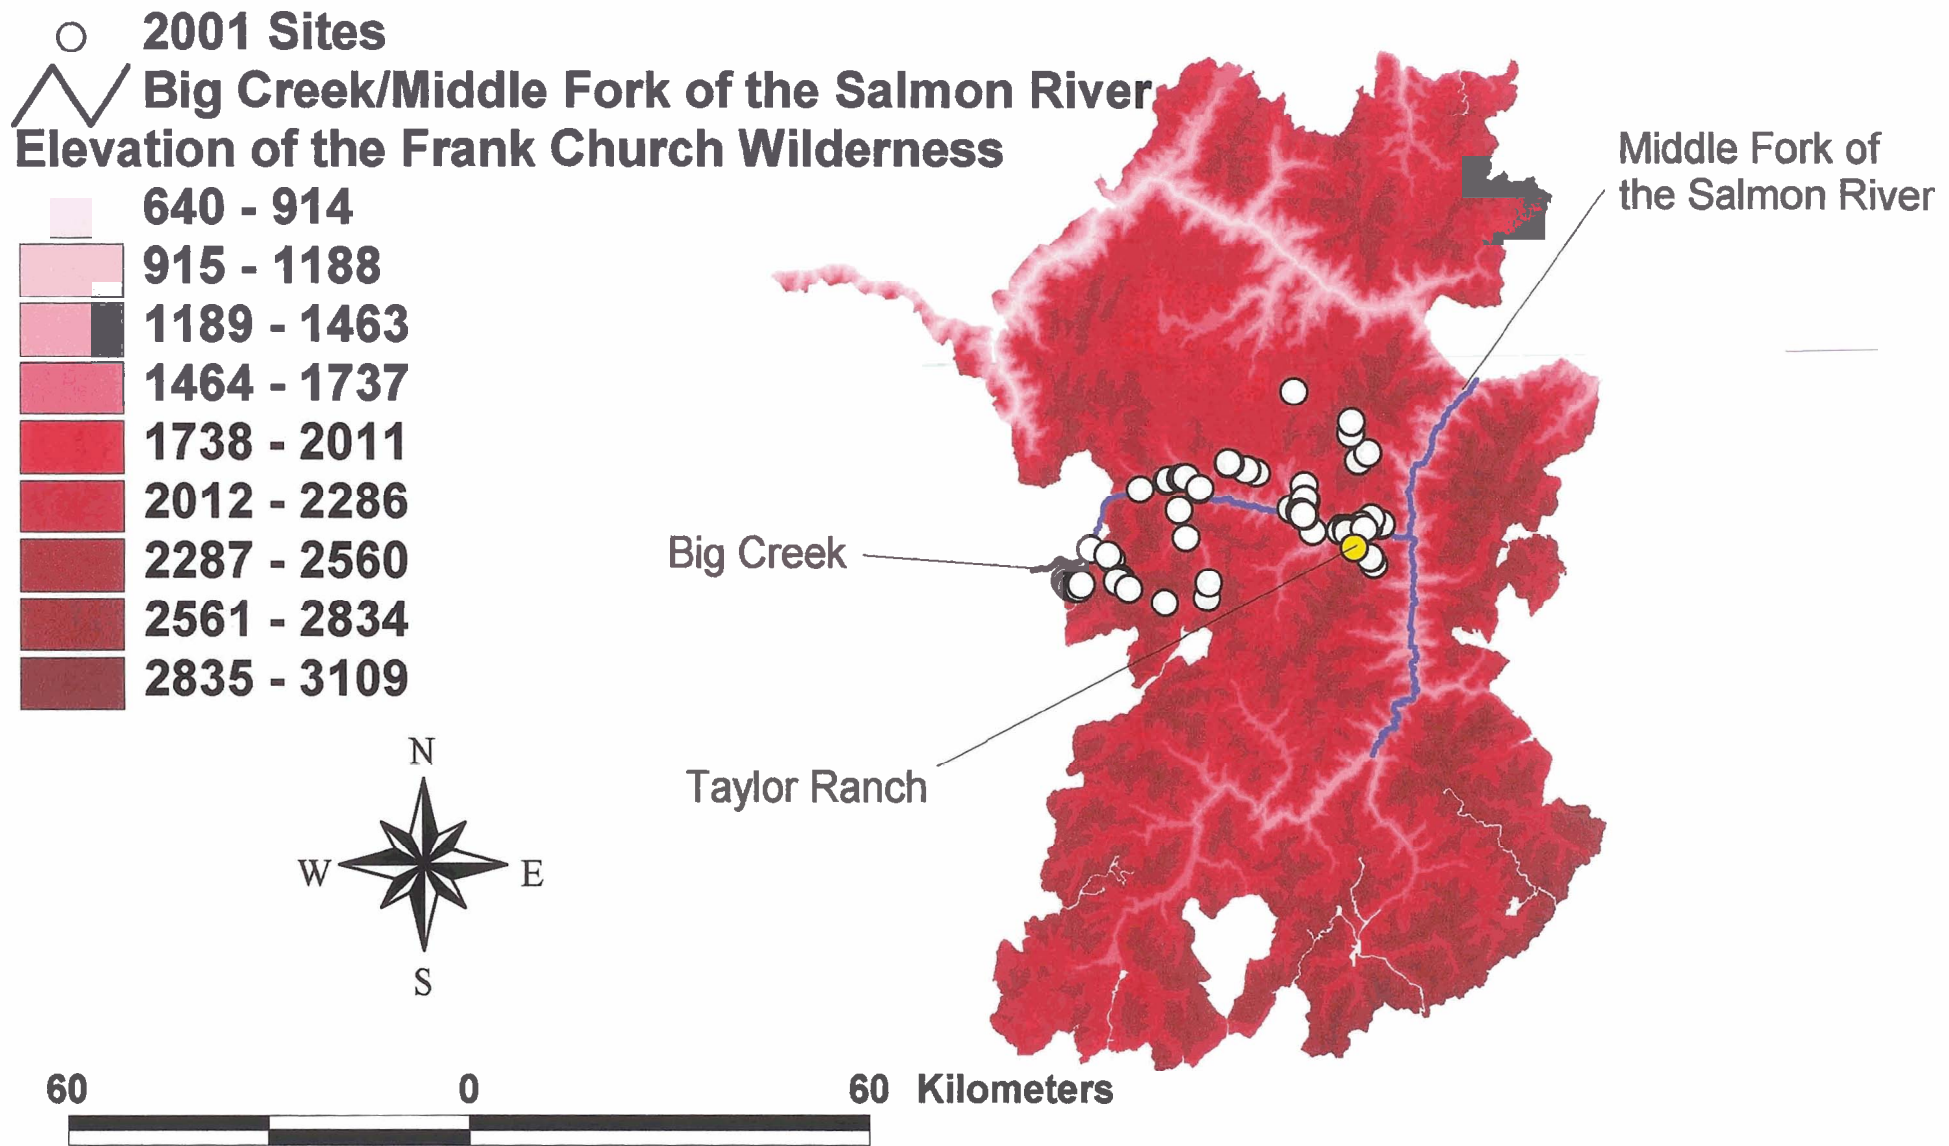 2001 Sites
Big Creek/Middle Fork of the Salmon River
Elevation of the Frank Church Wilderness
640 - 914
915 - 1188
1189 - 1463
1464 - 1737
1738 - 2011
2012 - 2286
2287 - 2560
2561 - 2834
2835 - 3109
Middle Fork of
the Salmon River
Big Creek
Taylor Ranch
N
W
E
S
60
0
60 Kilometers